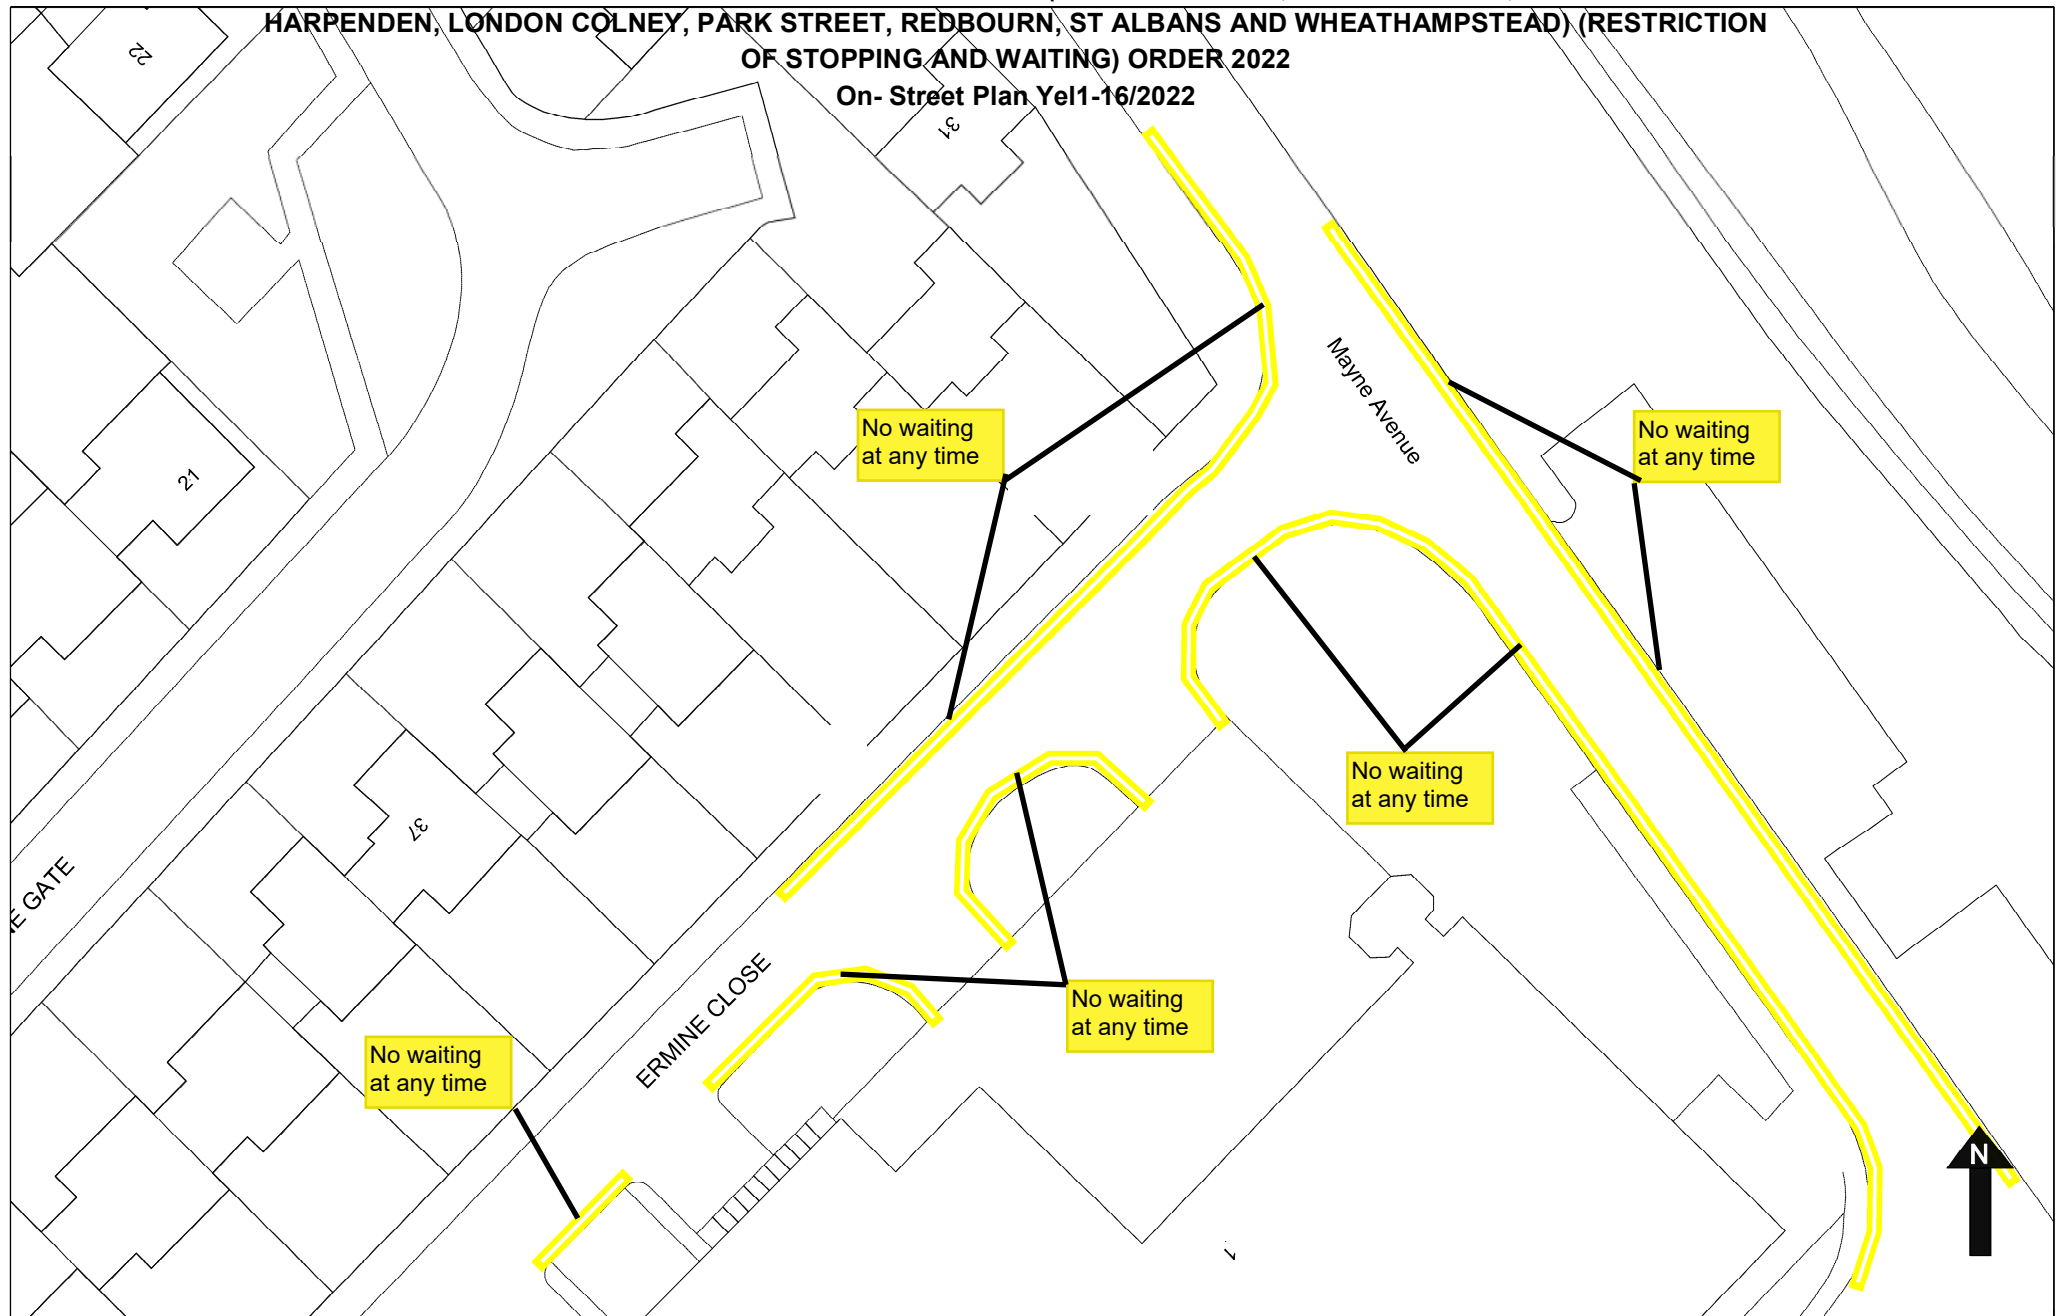 HARPENDEN, LONDON COLNEY, PARK STREET, REDBOURN, ST ALBANS AND WHEATHAMPSTEAD) (RESTRICTION
OF STOPPING AND WAITING) ORDER 2022
On- Street Plan Yel1-16/2022
22
31
Mayne Avenue
No waiting
at any time
No waiting
at any time
21
No waiting
at any time
37
GATE
ERMINE CLOSE
No waiting
at any time
No waiting
at any time
N
1